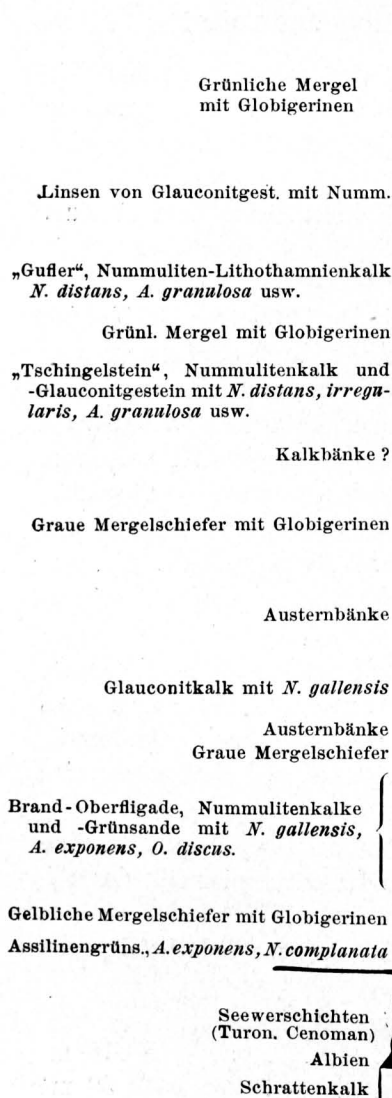 Grünliche Mergel
mit Globigerinen
Linsen von Glauconitgest. mit Numm.
„Gufler“, Nummuliten-Lithothamnienkalk
N. distans, A. granulosa usw.
Grünl. Mergel mit Globigerinen
„Tschingelstein“, Nummulitenkalk und
-Glauconitgestein mit N. distans, irregu-
laris, A. granulosa usw.
Kalkbänke ?
Graue Mergelschiefer mit Globigerinen
Austernbänke
Glauconitkalk mit N. gallensis
Austernbänke
Graue Mergelschiefer
Brand-Oberfligade, Nummulitenkalke
und -Grünsande mit N. gallensis,
A. exponens, O. discus.
Gelbliche Mergelschiefer mit Globigerinen
Assilinengrüns., A. exponens, N. complanata
Seewerschichten
(Turon. Cenoman)
Albien
Schrattenkalk